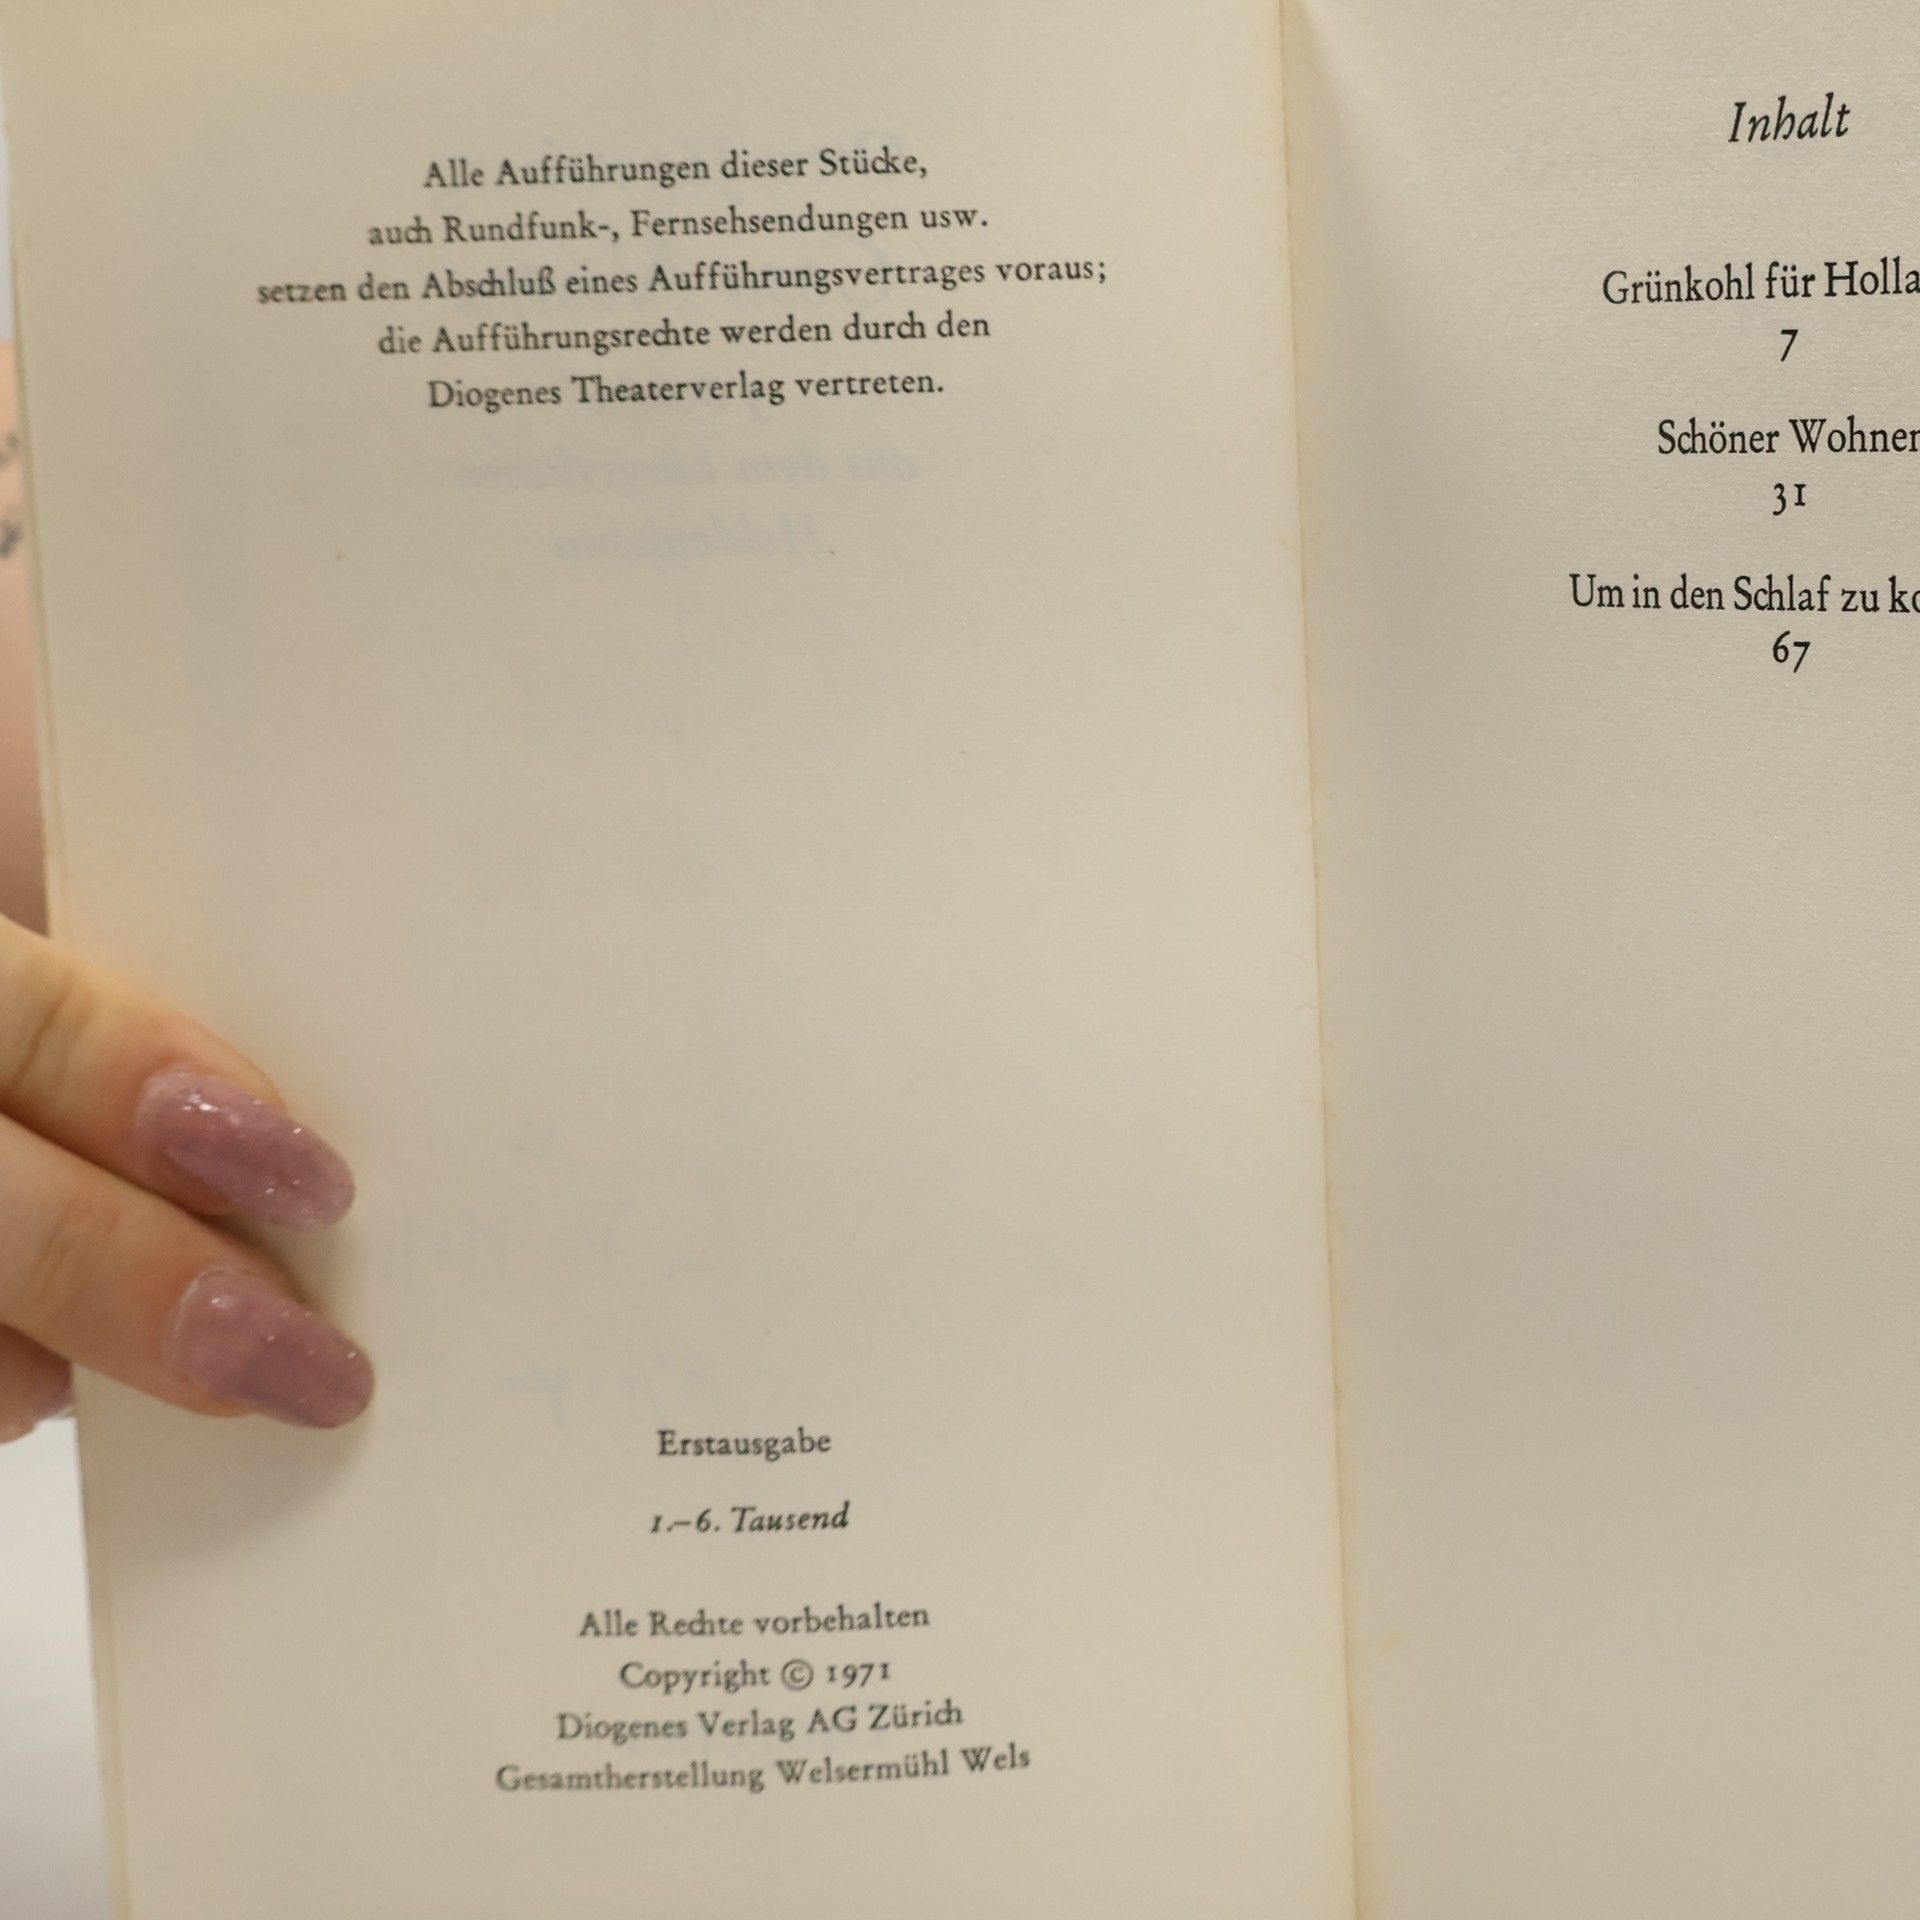 Alle Aufführungen dieser Stücke,
auch Rundfunk-, Fernsehsendungen usw.
setzen den Abschluß eines Aufführungsvertrages voraus;
die Aufführungsrechte werden durch den
Diogenes Theaterverlag vertreten.
Erstausgabe
1.–6. Tausend
Alle Rechte vorbehalten
Copyright © 1971
Diogenes Verlag AG Zürich
Gesamtherstellung Welsermühl Wels
Inhalt
Grünkohl für Holla
7
Schöner Wohnen
31
Um in den Schlaf zu ko
67